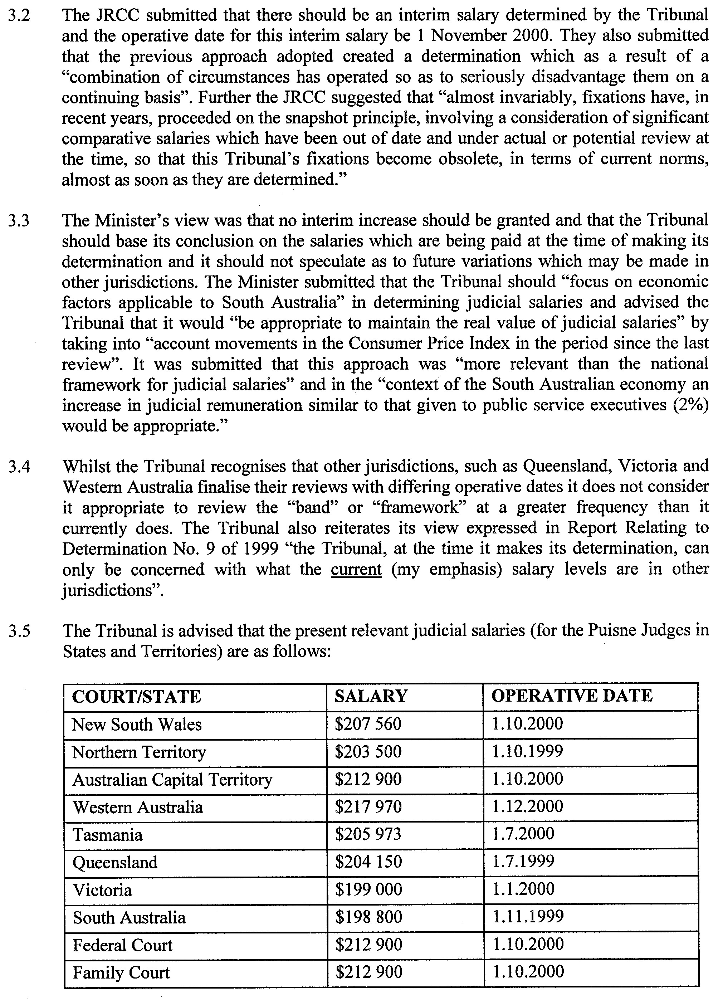 3.2 The JRCC submitted that there should be an interim salary determined by the Tribunal
and the operative date for this interim salary be 1 November 2000. They also submitted
that the previous approach adopted created a determination which as a result of a
“combination of circumstances has operated so as to seriously disadvantage them on a
continuing basis”. Further the JRCC suggested that “almost invariably, fixations have, in
recent years, proceeded on the snapshot principle, involving a consideration of significant
comparative salaries which have been out of date and under actual or potential review at
the time, so that this Tribunal’s fixations become obsolete, in terms of current norms,
almost as soon as they are determined.”
3.3 The Minister’s view was that no interim increase should be granted and that the Tribunal
should base its conclusion on the salaries which are being paid at the time of making its
determination and it should not speculate as to future variations which may be made in
other jurisdictions. The Minister submitted that the Tribunal should “focus on economic
factors applicable to South Australia” in determining judicial salaries and advised the
Tribunal that it would “be appropriate to maintain the real value of judicial salaries” by
taking into “account movements in the Consumer Price Index in the period since the last
review”. It was submitted that this approach was “more relevant than the national
framework for judicial salaries” and in the “context of the South Australian economy an
increase in judicial remuneration similar to that given to public service executives (2%)
would be appropriate.”
3.4 Whilst the Tribunal recognises that other jurisdictions, such as Queensland, Victoria and
Western Australia finalise their reviews with differing operative dates it does not consider
it appropriate to review the “band” or “framework” at a greater frequency than it
currently does. The Tribunal also reiterates its view expressed in Report Relating to
Determination No. 9 of 1999 “the Tribunal, at the time it makes its determination, can
only be concerned with what the current (my emphasis) salary levels are in other
jurisdictions”.
3.5 The Tribunal is advised that the present relevant judicial salaries (for the Puisne Judges in
States and Territories) are as follows:
COURT/STATE SALARY OPERATIVE DATE
New South Wales $207 560 1.10.2000
Northern Territory $203 500 1.10.1999
Australian Capital Territory $212 900 1.10.2000
Western Australia $217 970 1.12.2000
Tasmania $205 973 1.7.2000
Queensland $204 150 1.7.1999
Victoria $199 000 1.1.2000
South Australia $198 800 1.11.1999
Federal Court $212 900 1.10.2000
Family Court $212 900 1.10.2000